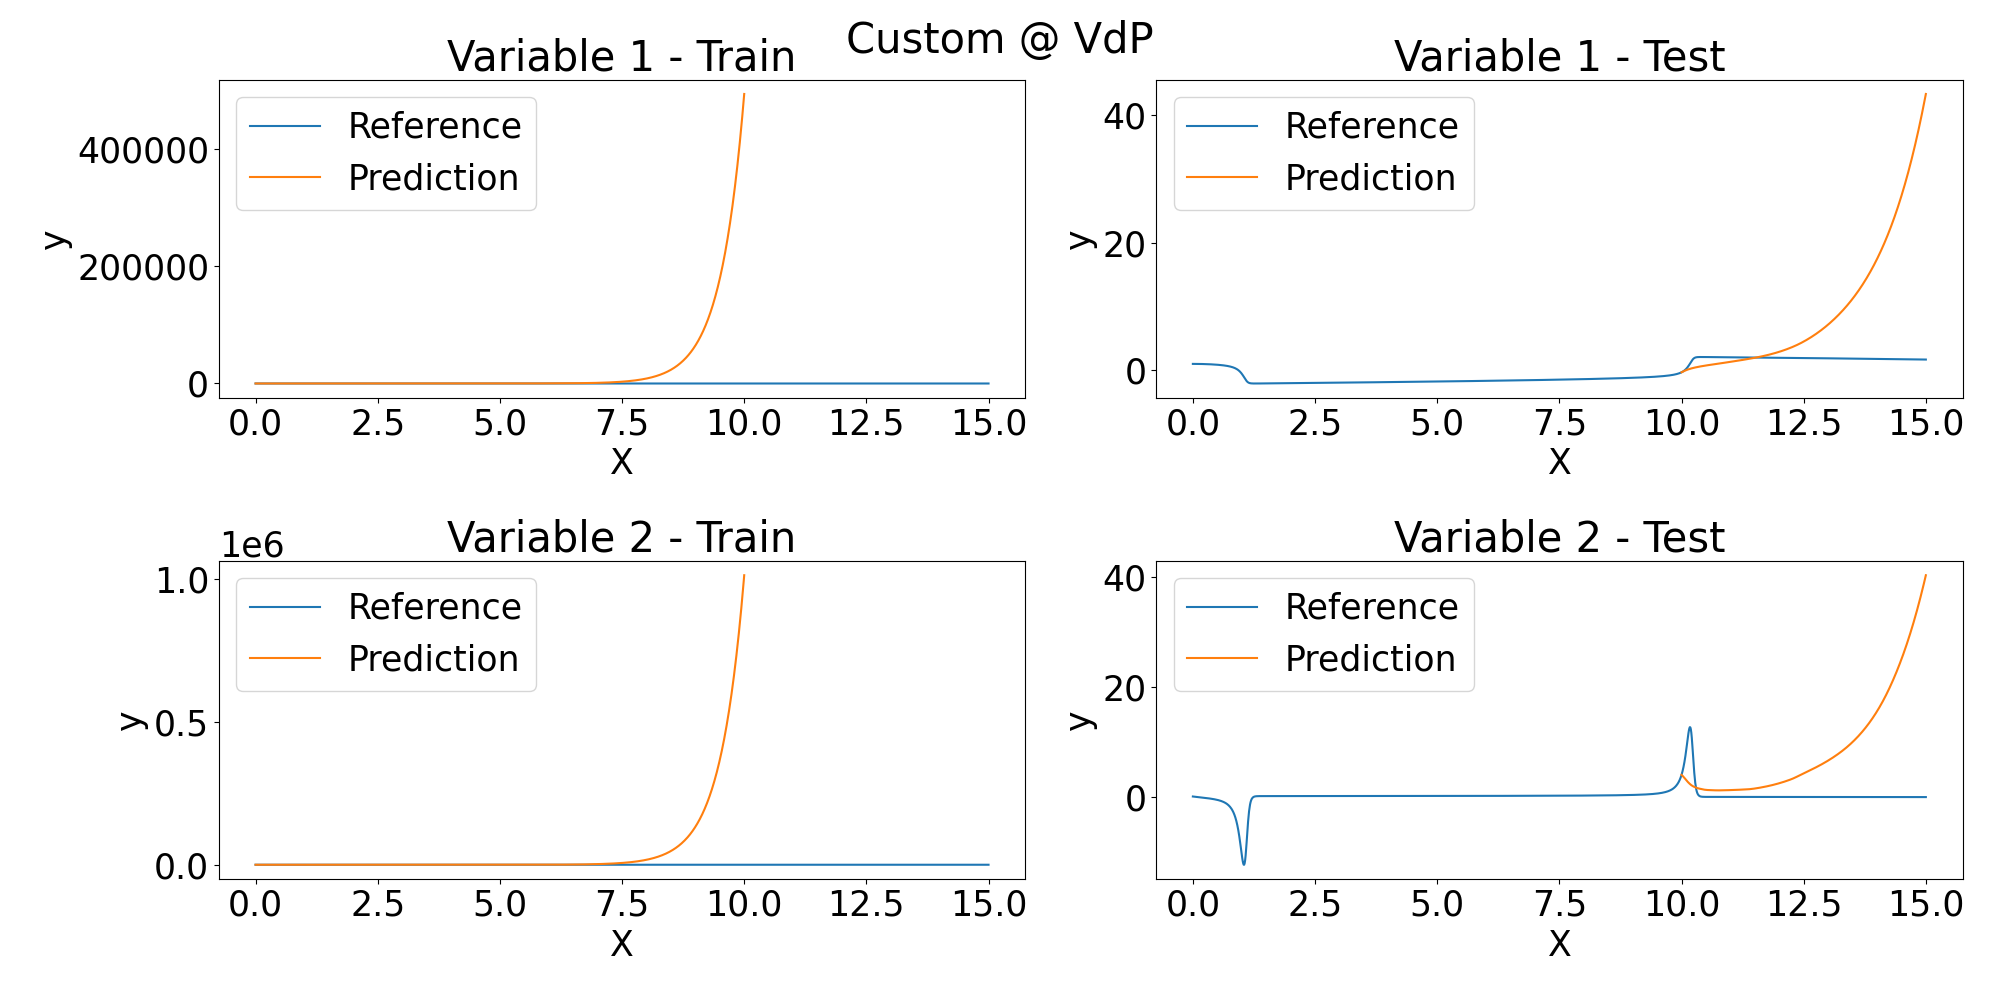 Custom @ VdP
Variable 1 - Train
400000
200000
0
y
Reference
Prediction
0.0 2.5 5.0 7.5 10.0 12.5 15.0
X
Variable 1 - Test
40
20
0
y
Reference
Prediction
0.0 2.5 5.0 7.5 10.0 12.5 15.0
X
Variable 2 - Train
1e6
1.0
0.5
0.0
y
Reference
Prediction
0.0 2.5 5.0 7.5 10.0 12.5 15.0
X
Variable 2 - Test
40
20
0
y
Reference
Prediction
0.0 2.5 5.0 7.5 10.0 12.5 15.0
X